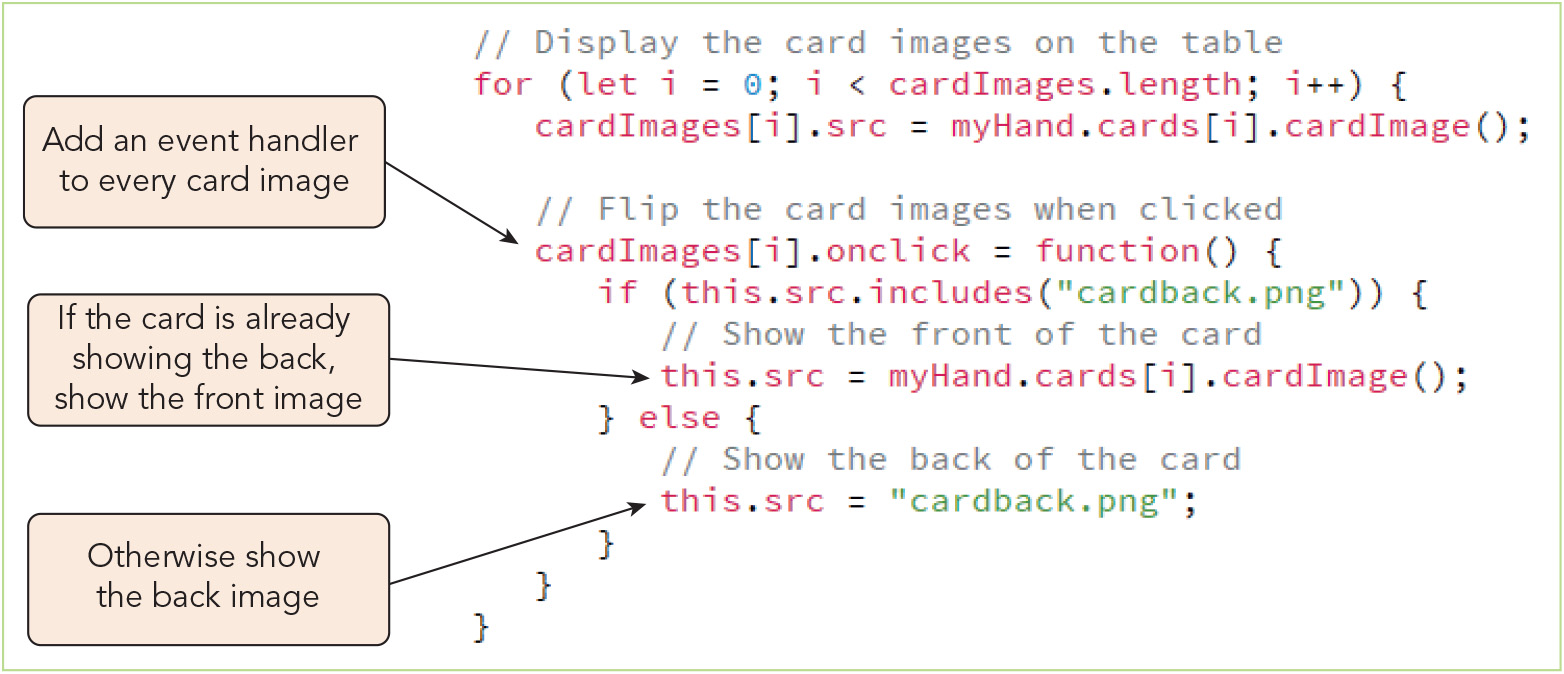 // Display the card images on the table
for (let i = 0; i < cardImages.length; i++) {
cardImages[i].src = myHand.cards[i].cardImage();
Add an event handler
to every card image
// Flip the card images when clicked
cardImages[i].onclick = function() {
if (this.src.includes("cardback.png")) {
If the card is already
showing the back,
show the front image
// Show the front of the card
this.src = myHand.cards[i].cardImage();
} else {
// Show the back of the card
this.src = "cardback.png";
Otherwise show
the back image
}
}
}